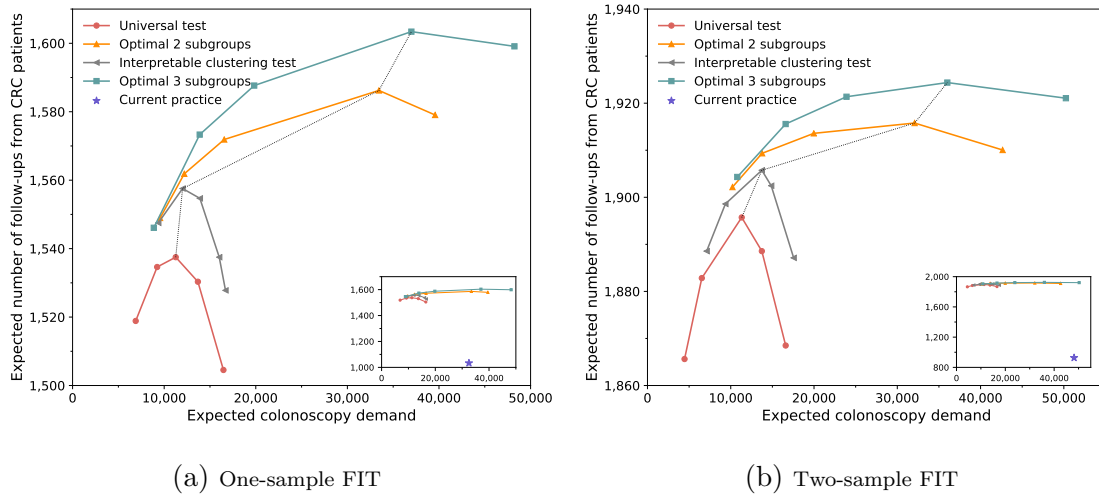 1,600
1,580
1,560
1,540
1,520
1,500
Expected number of follow-ups from CRC patients
Universal test
Optimal 2 subgroups
Interpretable clustering test
Optimal 3 subgroups
Current practice
1,600
1,400
1,200
1,000
0
20,000
40,000
0
10,000
20,000
30,000
40,000
50,000
Expected colonoscopy demand
(a) One-sample FIT
1,940
1,920
1,900
1,880
1,860
Expected number of follow-ups from CRC patients
Universal test
Optimal 2 subgroups
Interpretable clustering test
Optimal 3 subgroups
Current practice
2,000
1,600
1,200
800
0
20,000
40,000
0
10,000
20,000
30,000
40,000
50,000
Expected colonoscopy demand
(b) Two-sample FIT